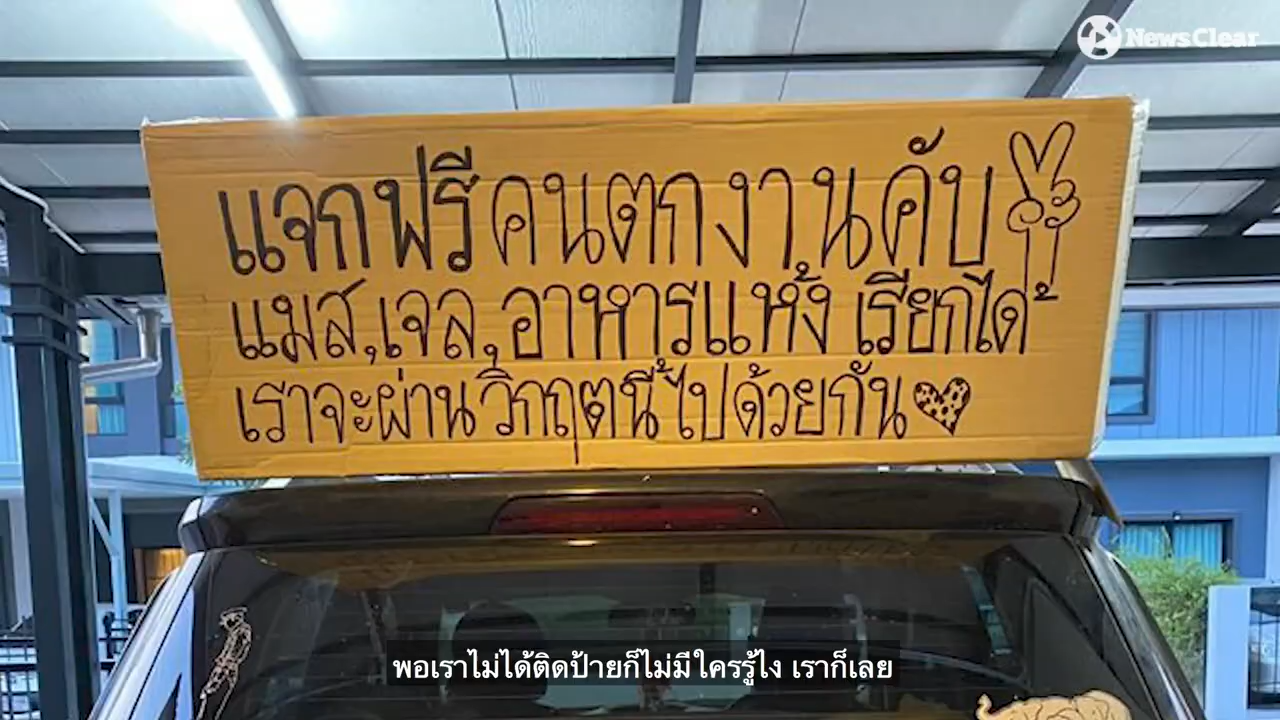 NewsClear
แจกฟรีคนตกงานคับ
แมส,เจล,อาหารแห้ง เรียกได้
เราจะผ่านวิกฤตนี้ไปด้วยกัน
พอเราไม่ได้ติดป้ายก็ไม่มีใครรู้ไง เราก็เลย